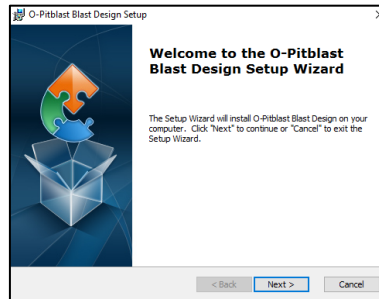 O-Pitblast Blast Design Setup
Welcome to the O-Pitblast
Blast Design Setup Wizard
The Setup Wizard will install O-Pitblast Blast Design on your
computer. Click "Next" to continue or "Cancel" to exit the
Setup Wizard.
< Back Next > Cancel